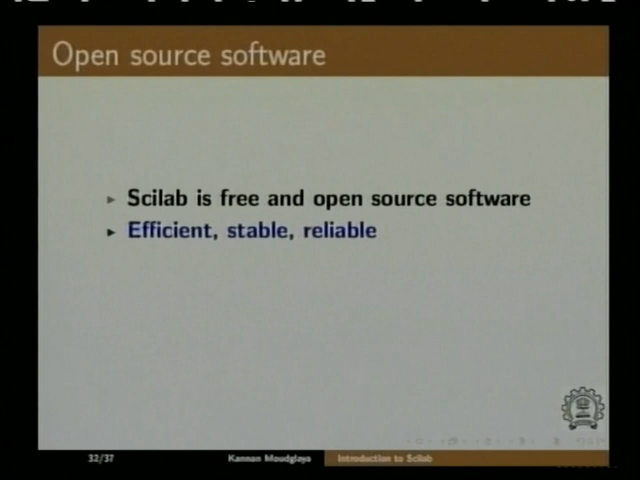 Open source software
Scilab is free and open source software
Efficient, stable, reliable
32/37
Kannan Moudgalya
Introduction to Scilab